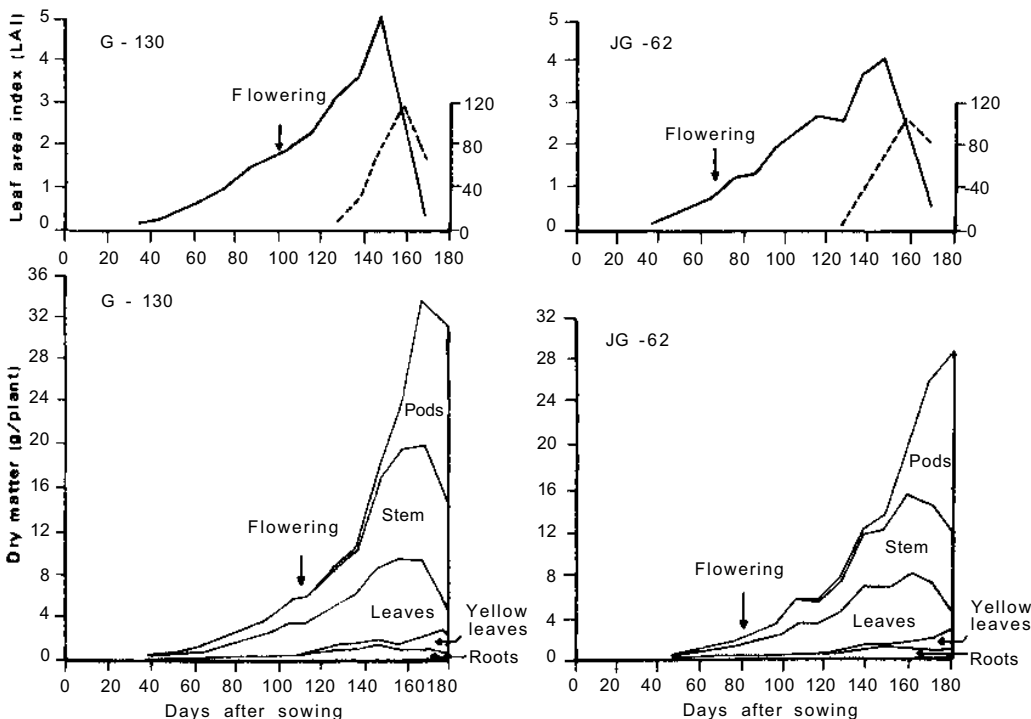 Leaf area index (LAI)
5
4
3
2
1
0
G - 130
Flowering
120
80
40
0
0 20 40 60 80 100 120 140 160 180
5
4
3
2
1
0
JG -62
Flowering
120
80
40
0
0 20 40 60 80 100 120 140 160 180
Dry matter (g/plant)
36
32
28
24
20
16
12
8
4
0
G - 130
Pods
Stem
Flowering
Leaves
Yellow
leaves
Roots
0 20 40 60 80 100 120 140 160 180
Days after sowing
32
28
24
20
16
12
8
4
0
JG -62
Pods
Stem
Flowering
Leaves
Yellow
leaves
Roots
0 20 40 60 80 100 120 140 160 180
Days after sowing